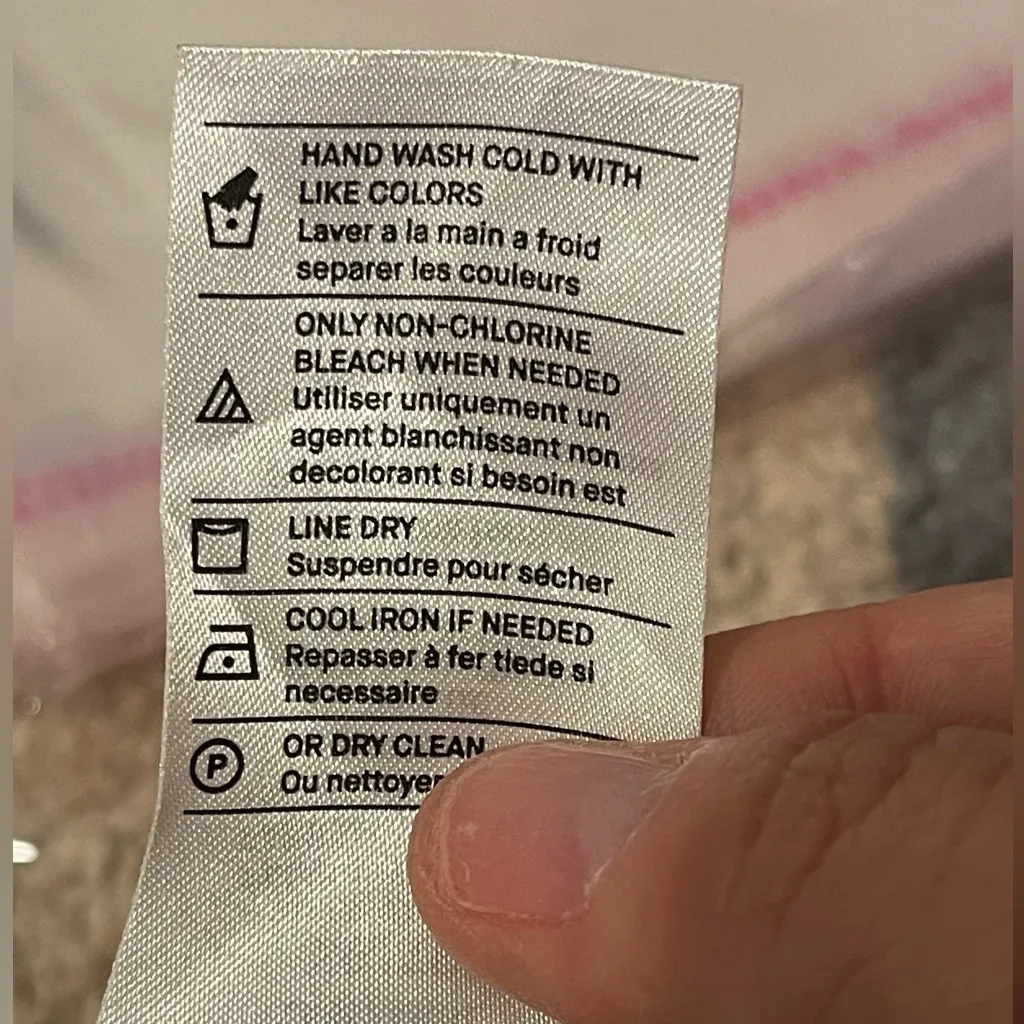 HAND WASH COLD WITH
LIKE COLORS
Laver a la main a froid
separer les couleurs
ONLY NON-CHLORINE
BLEACH WHEN NEEDED
Utiliser uniquement un
agent blanchissant non
decolorant si besoin est
LINE DRY
Suspendre pour sécher
COOL IRON IF NEEDED
Repasser à fer tiede si
necessaire
P
OR DRY CLEAN
Ou nettoyer